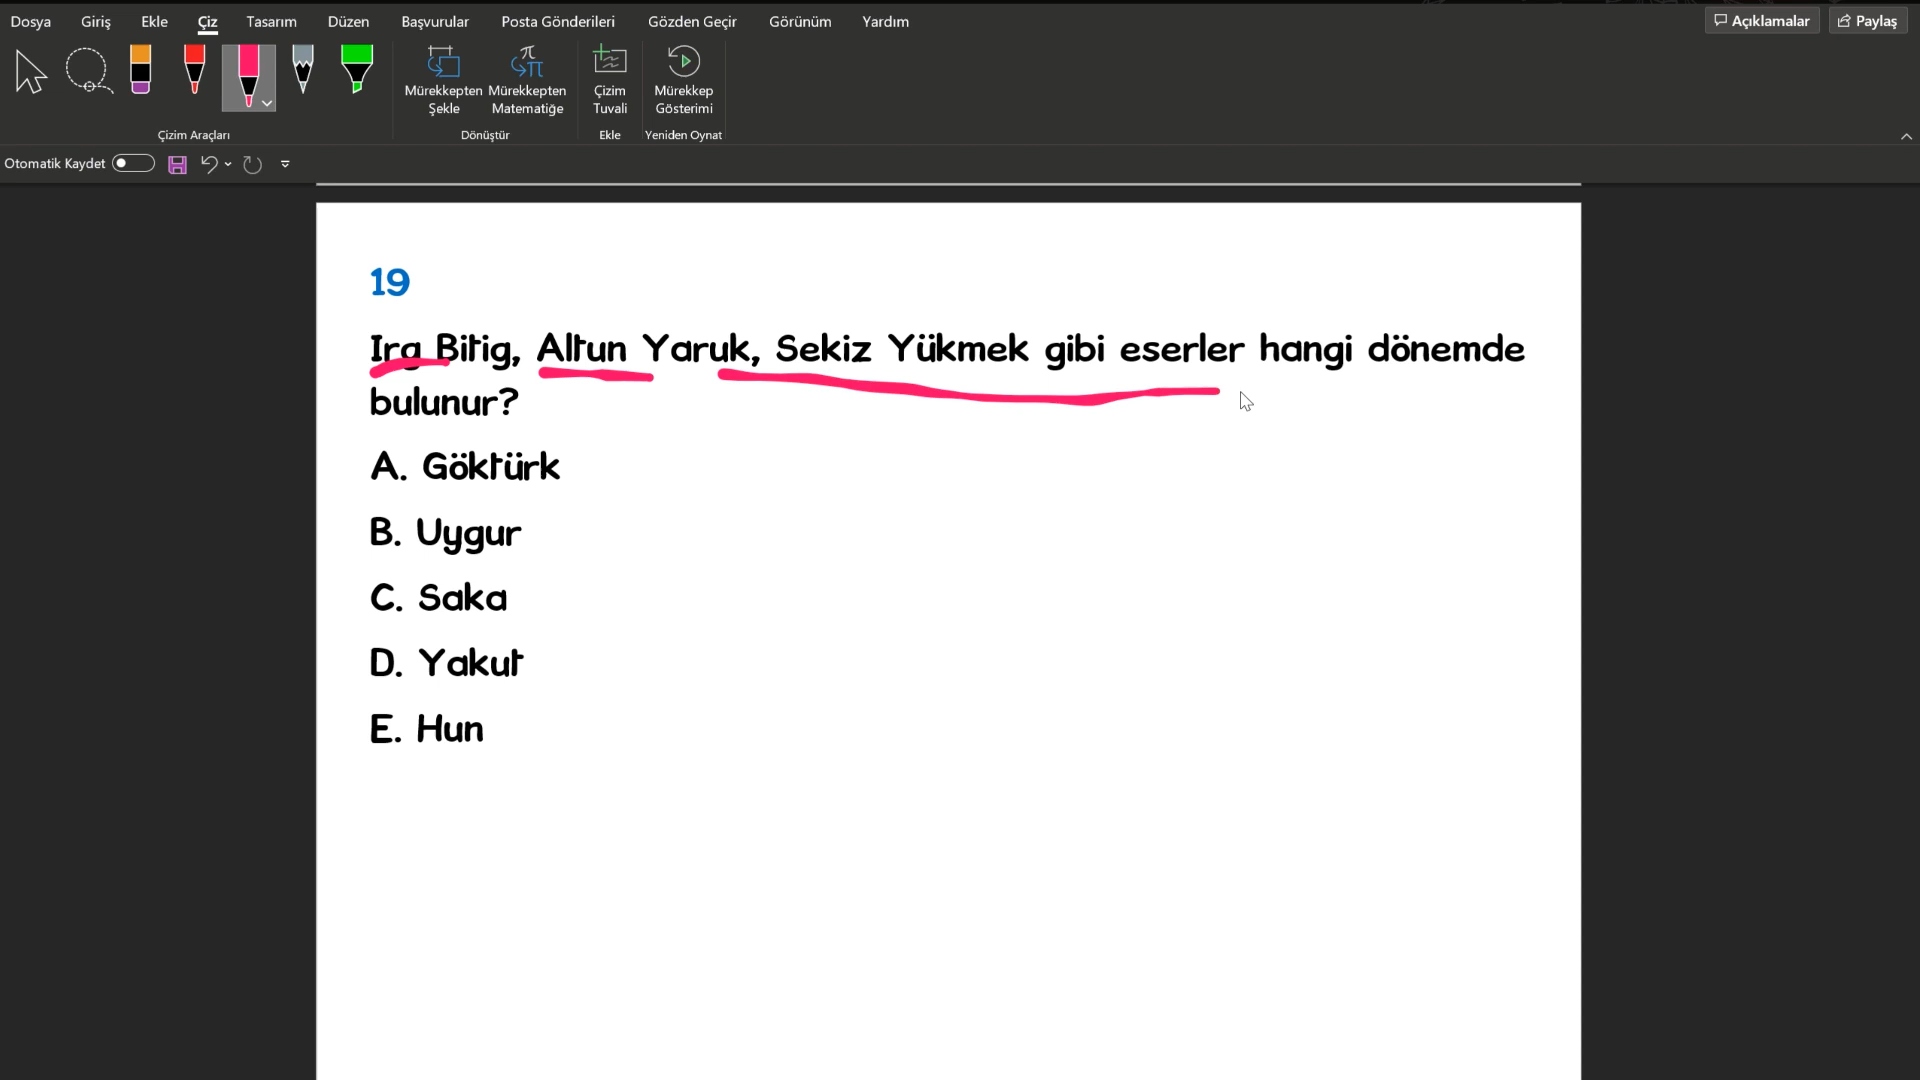 Dosya Giriş Ekle Çiz Tasarım Düzen Başvurular Posta Gönderileri Gözden Geçir Görünüm Yardım Açıklamalar Paylaş
Mürekkepten Şekle
Mürekkepten Matematiğe
Çizim Tuvali
Mürekkep Gösterimi
Çizim Araçları Dönüştür Ekle Yeniden Oynat
Otomatik Kaydet
19
Irg Bitig, Altun Yaruk, Sekiz Yükmek gibi eserler hangi dönemde
bulunur?
A. Göktürk
B. Uygur
C. Saka
D. Yakut
E. Hun